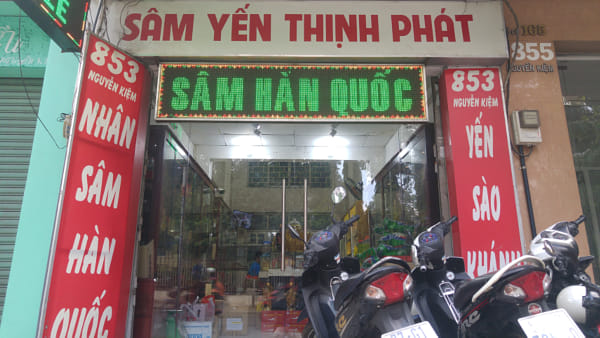 SÂM YẾN THỊNH PHÁT
SÂM HÀN QUỐC
853
NGUYỄN KIỆM
NHÂN
SÂM
HÀN
QUỐC
853
NGUYỄN KIỆM
YẾN
SÀO
KHÁNH
855
NGUYỄN KIỆM